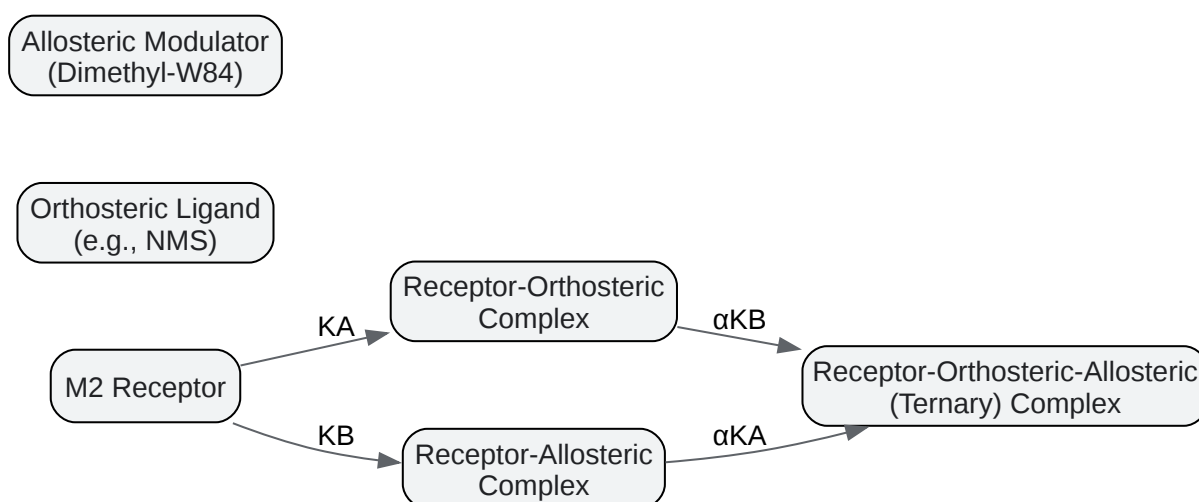 Allosteric Modulator
(Dimethyl-W84)
Orthosteric Ligand
(e.g., NMS)
Receptor-Orthosteric
Complex
KA
αKB
M2 Receptor
Receptor-Orthosteric-Allosteric
(Ternary) Complex
KB
αKA
Receptor-Allosteric
Complex